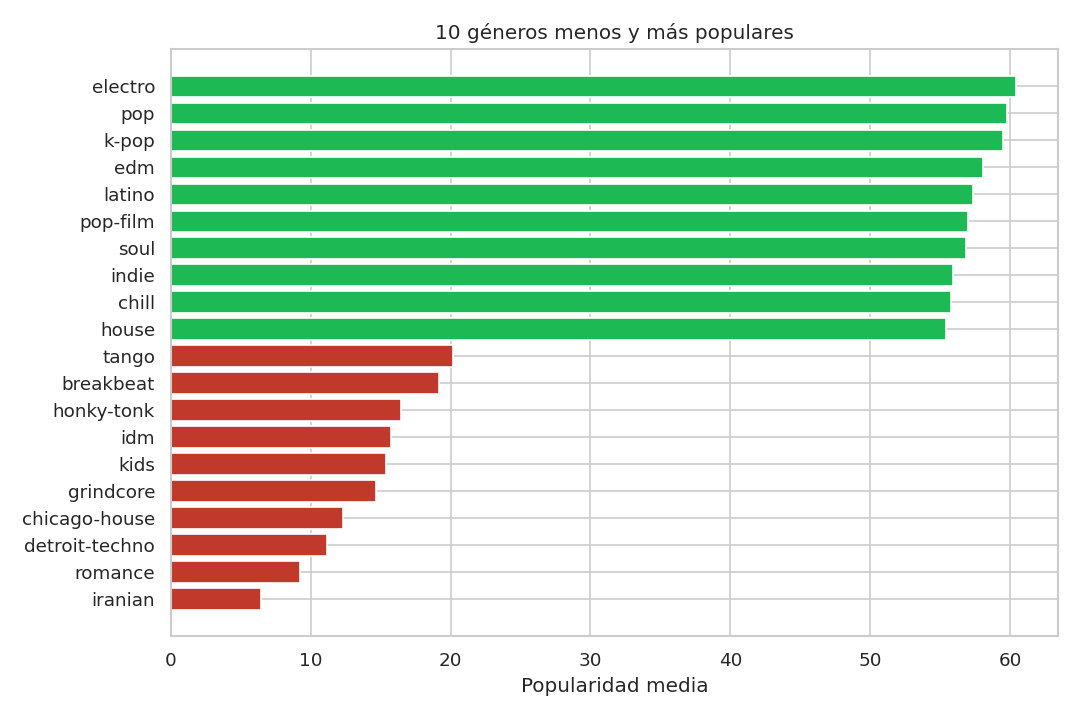 10 géneros menos y más populares
electro
pop
k-pop
edm
latino
pop-film
soul
indie
chill
house
tango
breakbeat
honky-tonk
idm
kids
grindcore
chicago-house
detroit-techno
romance
iranian
0 10 20 30 40 50 60
Popularidad media